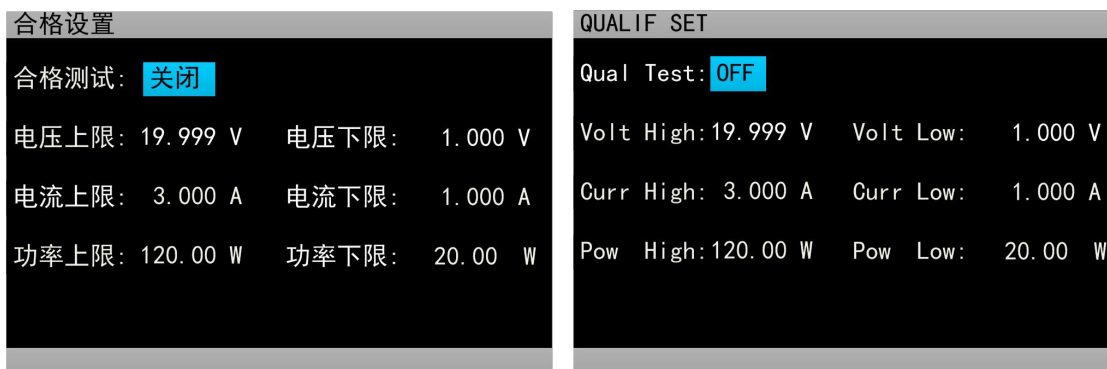 合格设置
合格测试: 关闭
电压上限: 19.999 V 电压下限: 1.000 V
电流上限: 3.000 A 电流下限: 1.000 A
功率上限: 120.00 W 功率下限: 20.00 W
QUALIF SET
Qual Test: OFF
Volt High: 19.999 V Volt Low: 1.000 V
Curr High: 3.000 A Curr Low: 1.000 A
Pow High: 120.00 W Pow Low: 20.00 W